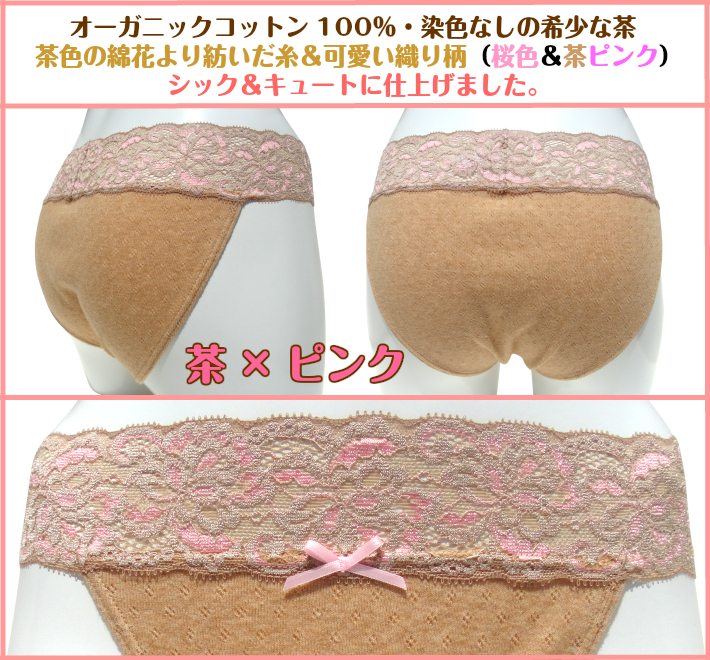 オーガニックコットン100%・染色なしの希少な茶
茶色の綿花より紡いだ糸&可愛い織り柄（桜色&茶ピンク）
シック&キュートに仕上げました。
茶×ピンク